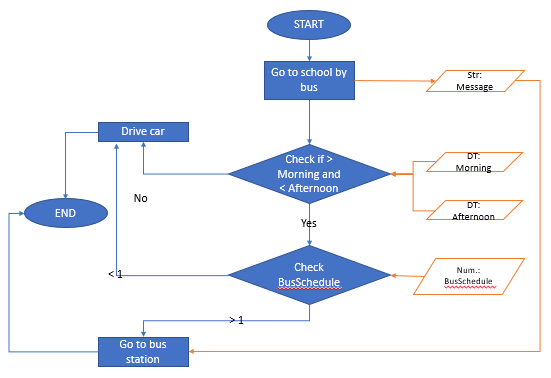 START
Go to school by
bus
Str:
Message
Drive car
Check if >
Morning and
< Afternoon
DT:
Morning
No
DT:
Afternoon
END
Yes
Check
BusSchedule
Num.:
BusSchedule
< 1
> 1
Go to bus
station